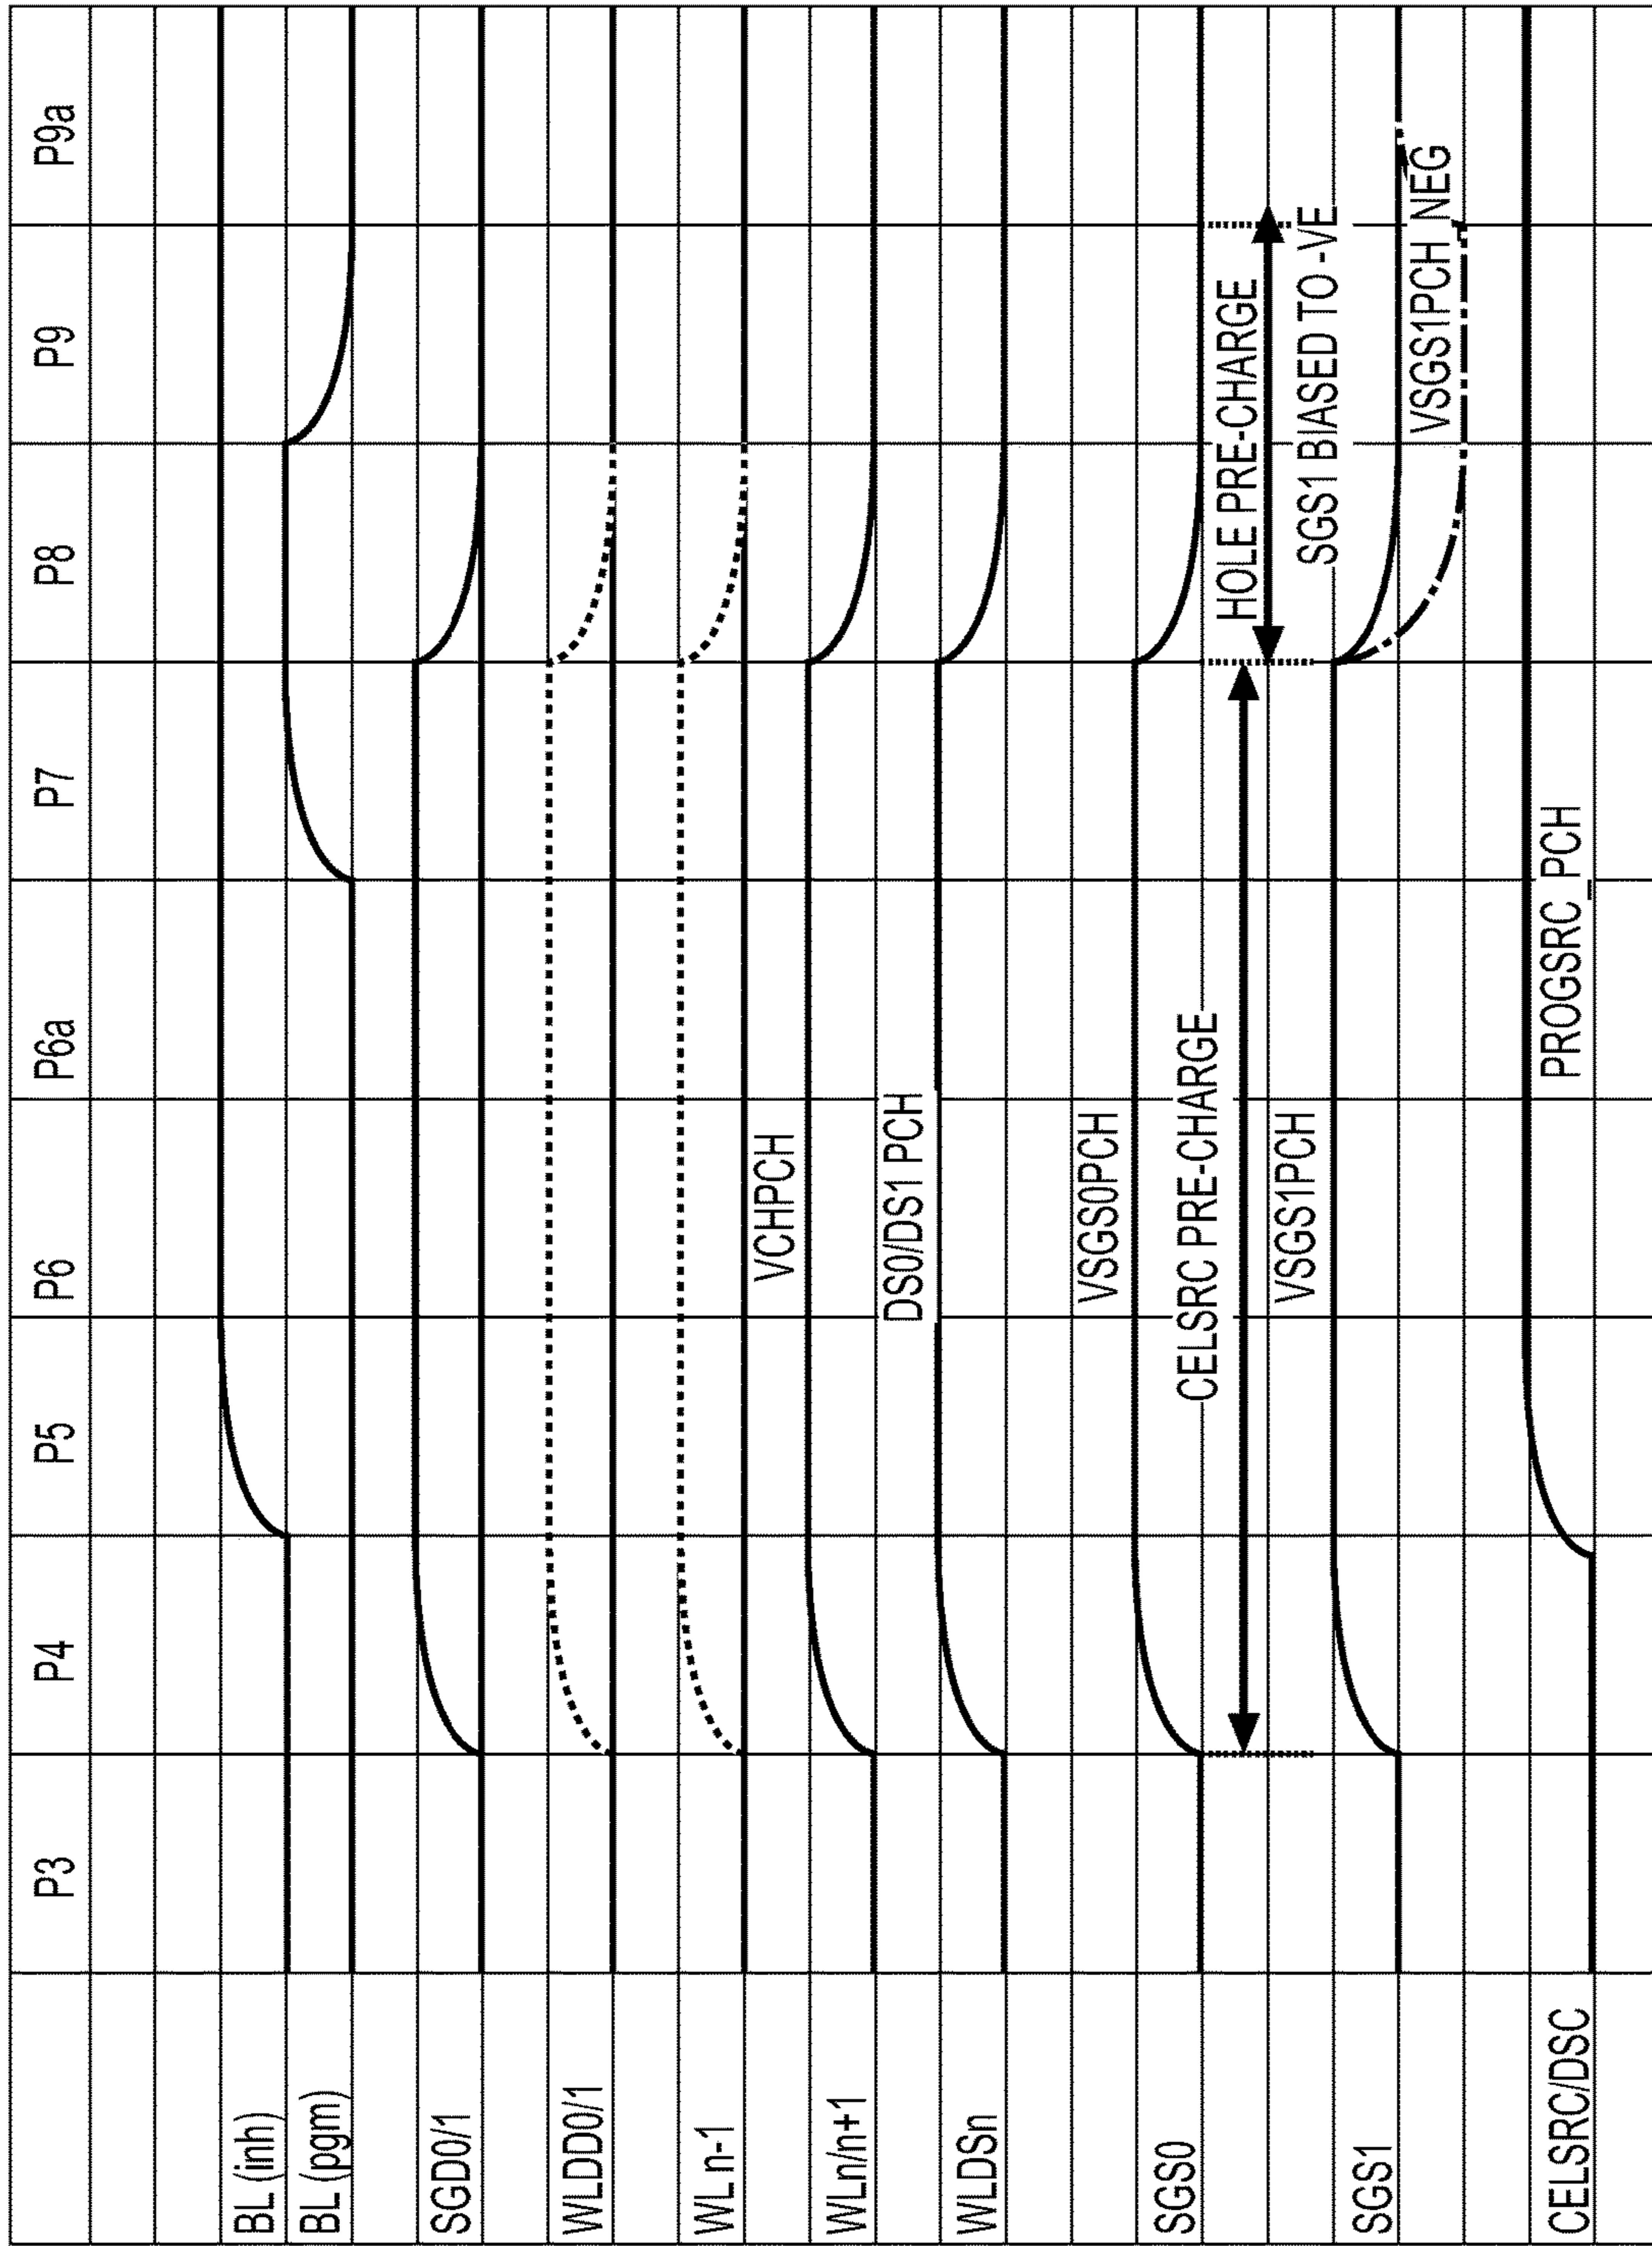 P3 P4 P5 P6 P6a P7 P8 P9 P9a
BL (inh)
BL (pgm)
SGD0/1
WLDD0/1
WL n-1
VCHPCH
WLn/n+1
DS0/DS1 PCH
WLDSn
VSGS0PCH
SGS0
CELSRC PRE-CHARGE
HOLE PRE-CHARGE
VSGS1PCH
SGS1 BIASED TO -VE
SGS1
VSGS1PCH_NEG
PROGSRC_PCH
CELSRC/DSC